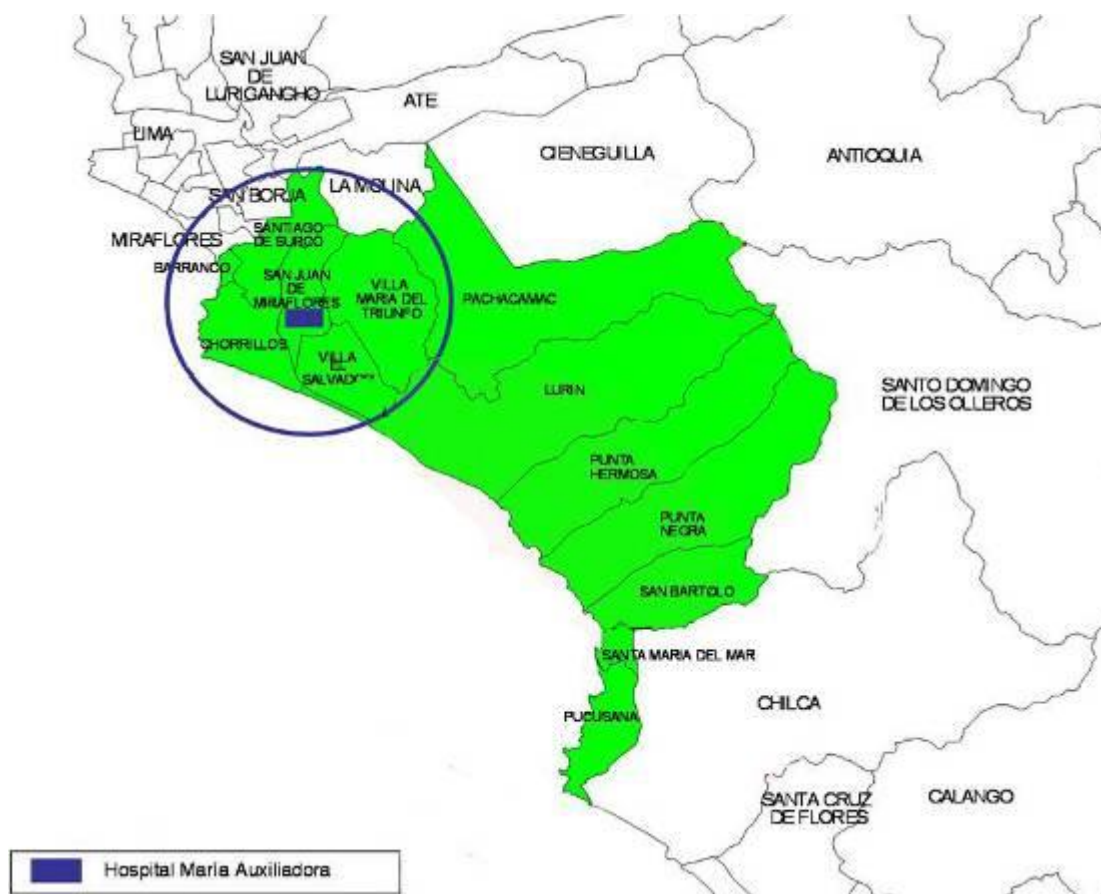 SAN JUAN
DE
LURIGANCHO
ATE
LIMA
CIENEGUILLA
ANTIOQUIA
LA MOLINA
SAN BORJA
MIRAFLORES
SANTIAGO
DE SURCO
BARRANCO
SAN JUAN
DE
MIRAFLORES
VILLA
MARIA DEL
TRIUNFO
PACHACAMAC
CHORRILLOS
VILLA
EL
LURIN
SANTO DOMINGO
DE LOS OLLEROS
PUNTA
HERMOSA
PUNTA
NEGRA
SAN BARTOLO
SANTA MARIA DEL MAR
CHILCA
PUCUSANA
SANTA CRUZ
DE FLORES
CALANGO
Hospital María Auxiliadora